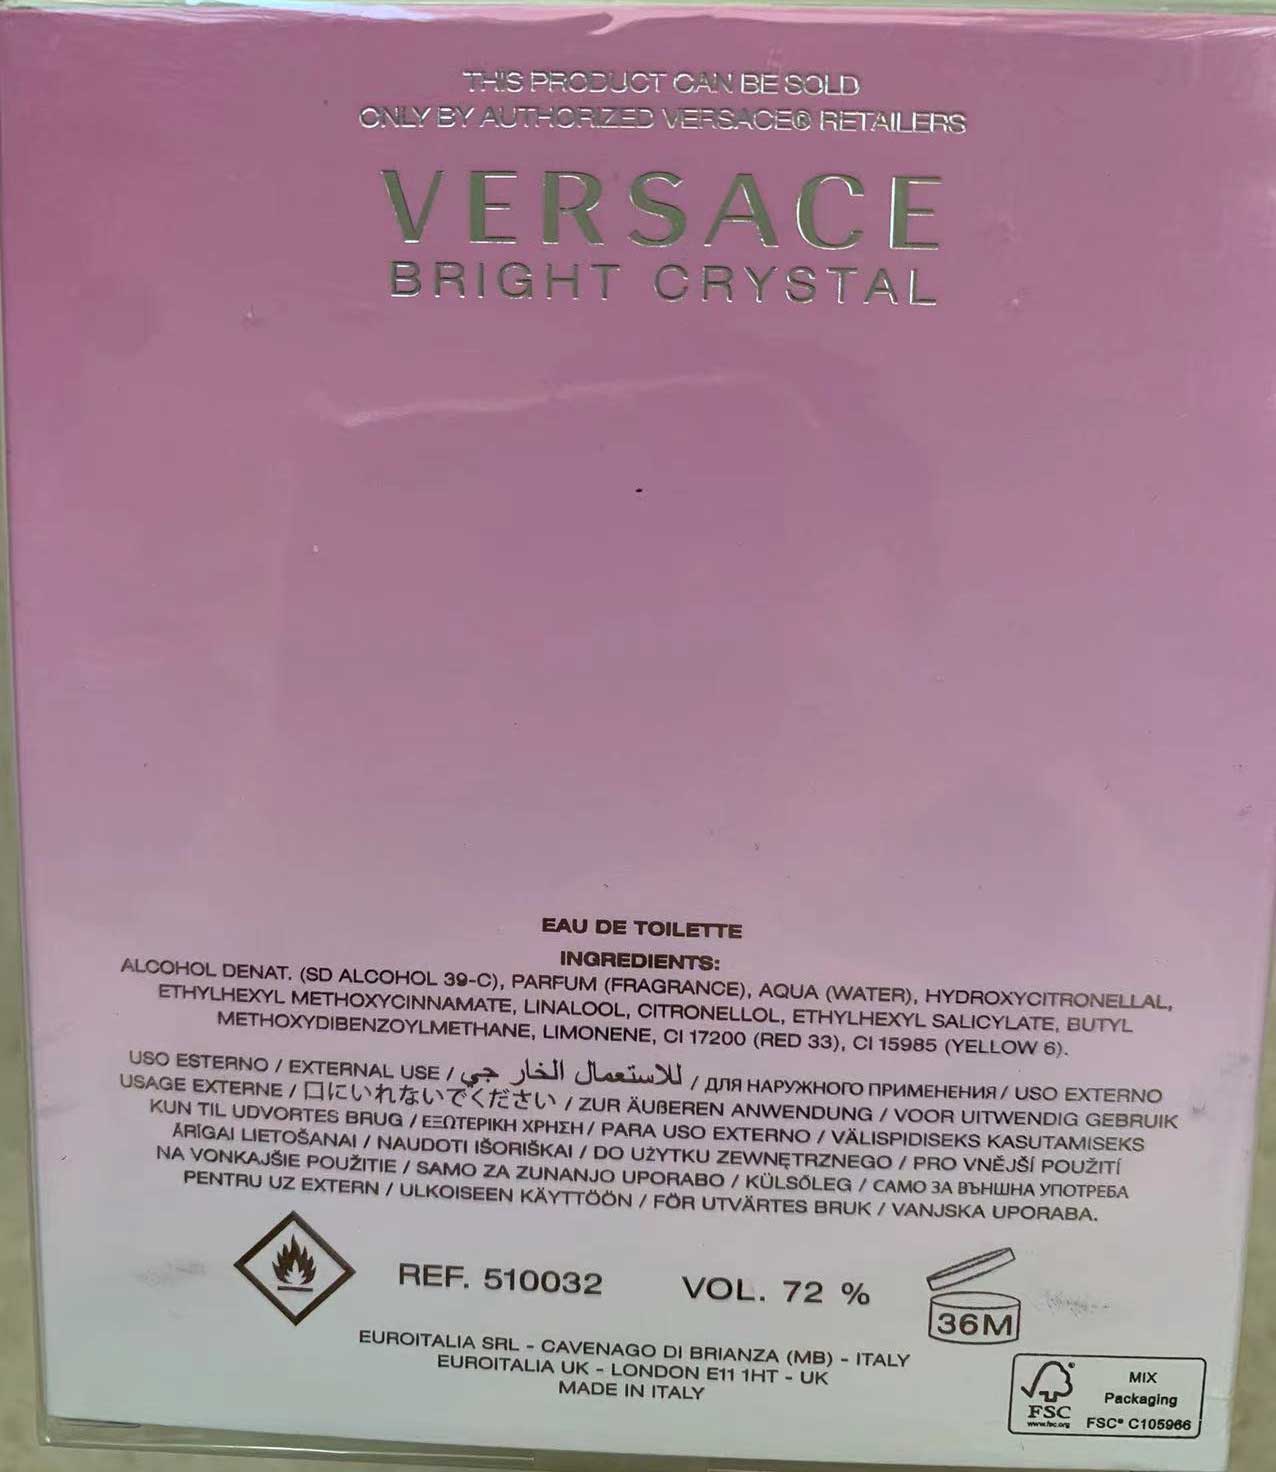 THIS PRODUCT CAN BE SOLD
ONLY BY AUTHORIZED VERSACE® RETAILERS
VERSACE
BRIGHT CRYSTAL
EAU DE TOILETTE
INGREDIENTS:
ALCOHOL DENAT. (SD ALCOHOL 39-C), PARFUM (FRAGRANCE), AQUA (WATER), HYDROXYCITRONELLAL,
ETHYLHEXYL METHOXYCINNAMATE, LINALOOL, CITRONELLOL, ETHYLHEXYL SALICYLATE, BUTYL
METHOXYDIBENZOYLMETHANE, LIMONENE, CI 17200 (RED 33), CI 15985 (YELLOW 6).
USO ESTERNO / EXTERNAL USE / للاستعمال الخار جي / ДЛЯ НАРУЖНОГО ПРИМЕНЕНИЯ / USO EXTERNO
USAGE EXTERNE / 口にいれないでください / ZUR ÄUßEREN ANWENDUNG / VOOR UITWENDIG GEBRUIK
KUN TIL UDVORTES BRUG / ΕΞΩΤΕΡΙΚΗ ΧΡΗΣΗ / PARA USO EXTERNO / VÄLISPIDISEKS KASUTAMISEKS
ĀRĪGAI LIETOŠANAI / NAUDOTI IŠORIŠKAI / DO UŻYTKU ZEWNĘTRZNEGO / PRO VNĚJŠÍ POUŽITÍ
NA VONKAJŠIE POUŽITIE / SAMO ZA ZUNANJO UPORABO / KÜLSŐLEG / САМО ЗА ВЪНШНА УПОТРЕБА
PENTRU UZ EXTERN / ULKOISEEN KÄYTTÖÖN / FÖR UTVÄRTES BRUK / VANJSKA UPORABA.
REF. 510032 VOL. 72 %
36M
EUROITALIA SRL - CAVENAGO DI BRIANZA (MB) - ITALY
EUROITALIA UK - LONDON E11 1HT - UK
MADE IN ITALY
MIX
Packaging
FSC
www.fsc.org
FSC® C105966